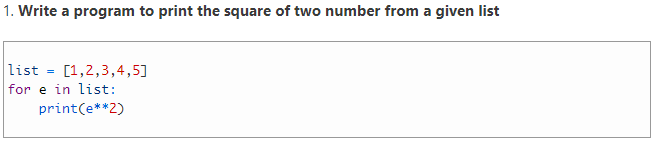 1. Write a program to print the square of two number from a given list
list = [1,2,3,4,5]
for e in list:
    print(e**2)